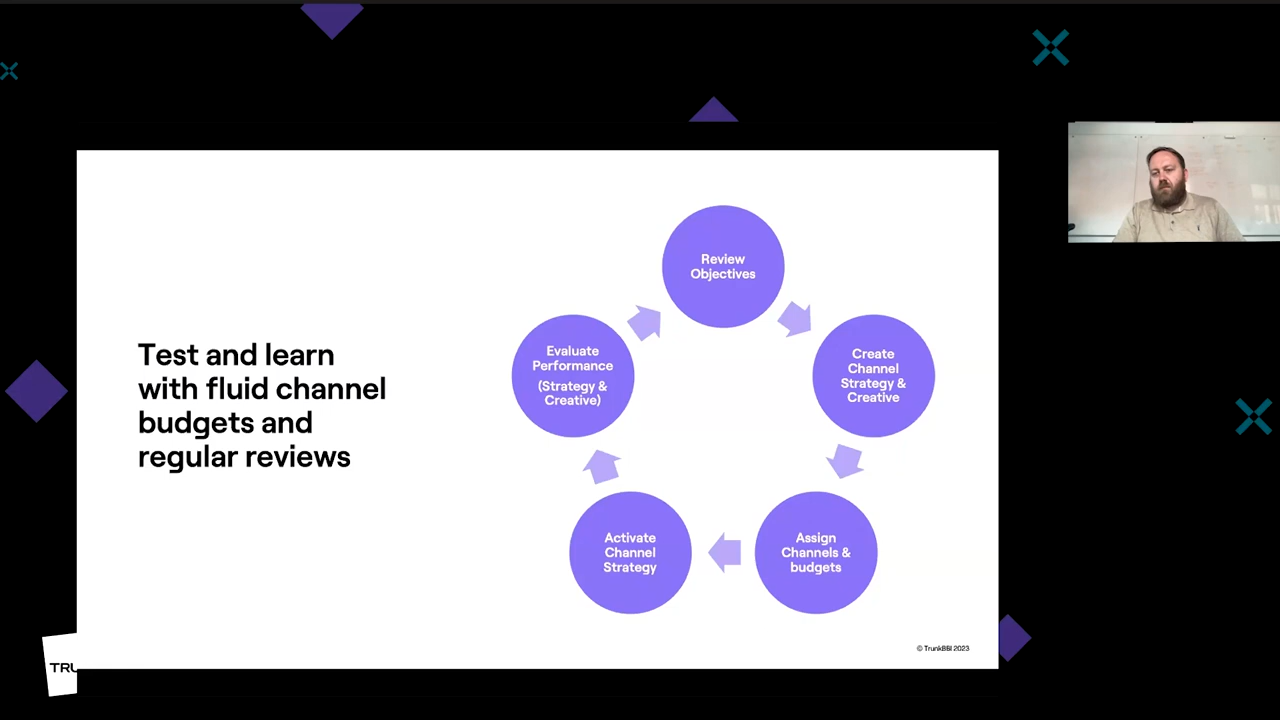 Test and learn
with fluid channel
budgets and
regular reviews
Review
Objectives
Create
Channel
Strategy &
Creative
Assign
Channels &
budgets
Activate
Channel
Strategy
Evaluate
Performance
(Strategy &
Creative)
© TrunkBBI 2023
TRU